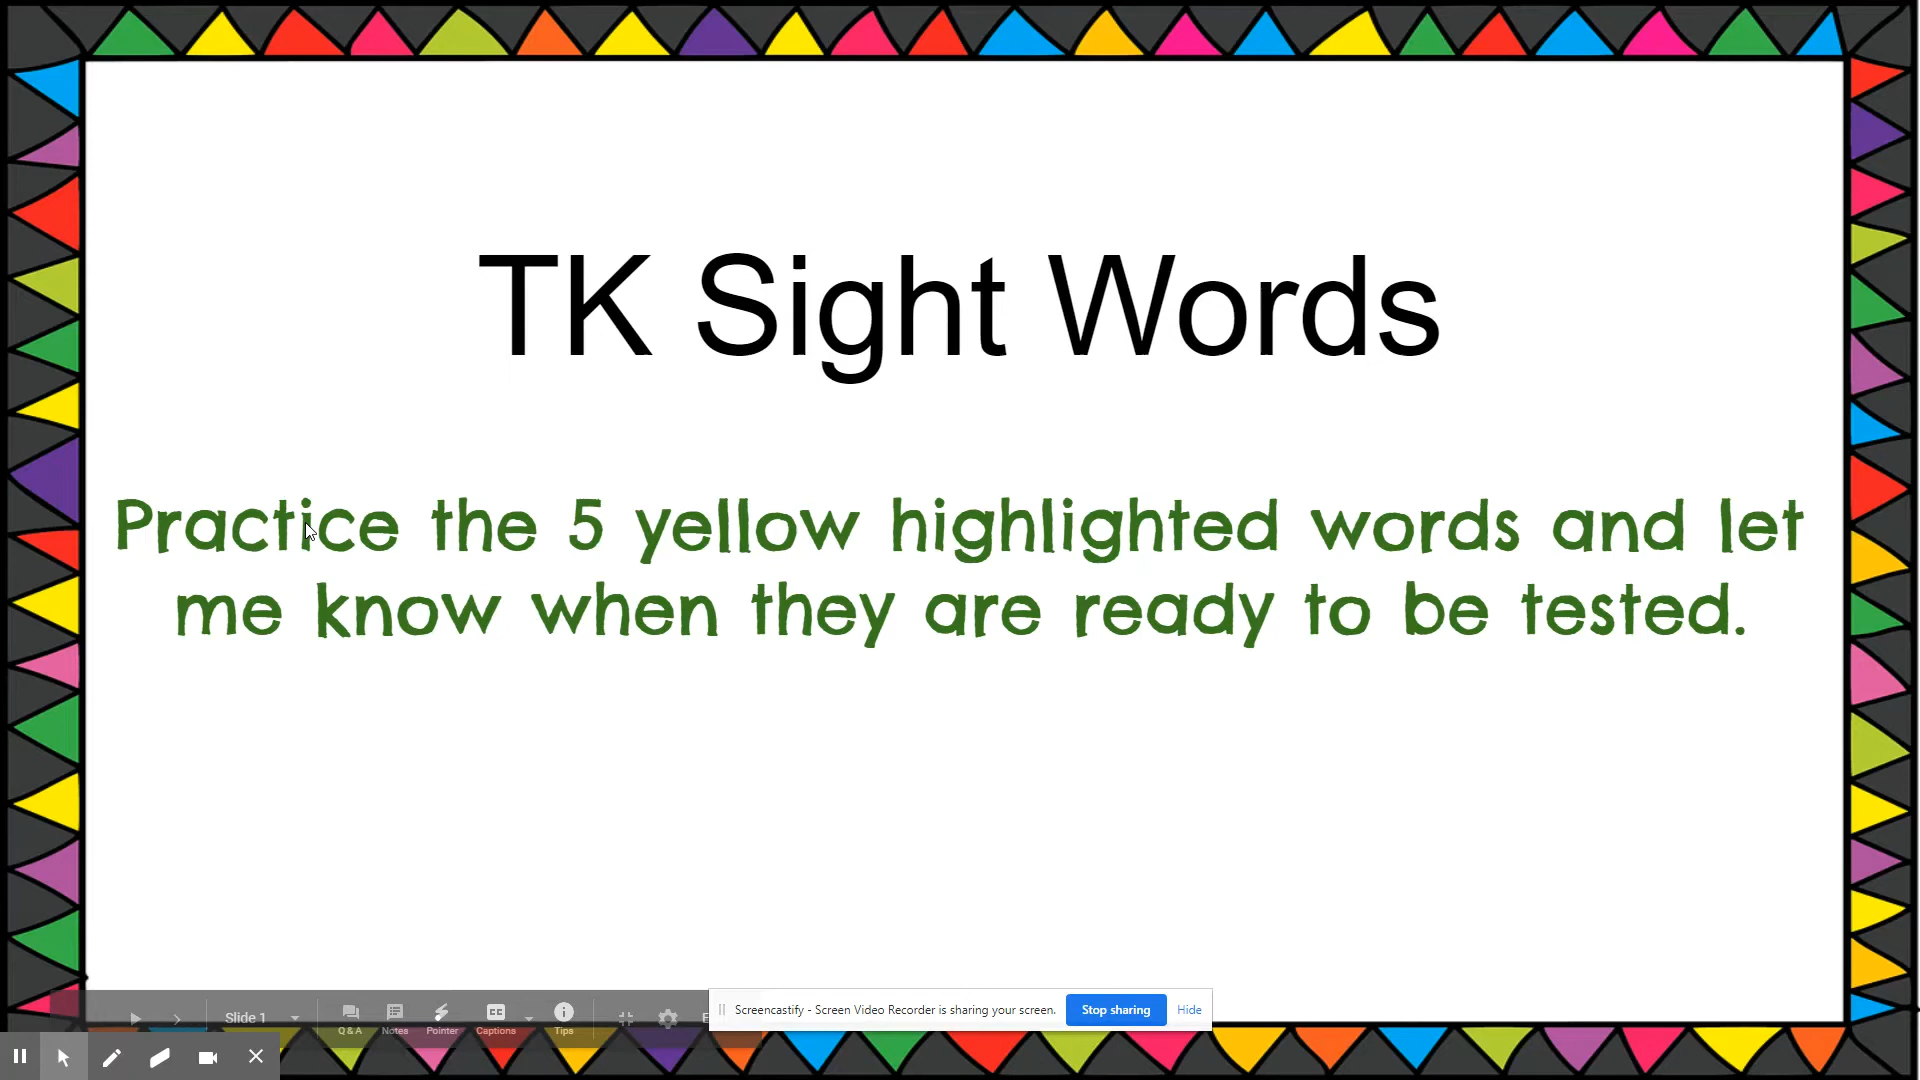 TK Sight Words
Practice the 5 yellow highlighted words and let
me know when they are ready to be tested.
Slide 1
Q & A Notes Pointer Captions Tips
Screencastify - Screen Video Recorder is sharing your screen. Stop sharing Hide